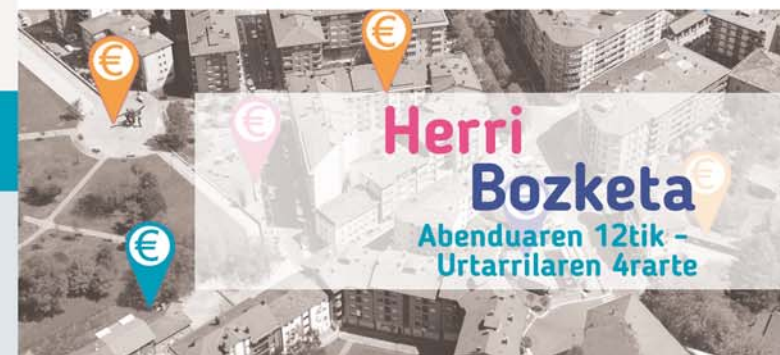 €
€
€
Herri
Bozketa
€
Abenduaren 12tik -
Urtarrilaren 4rarte
€